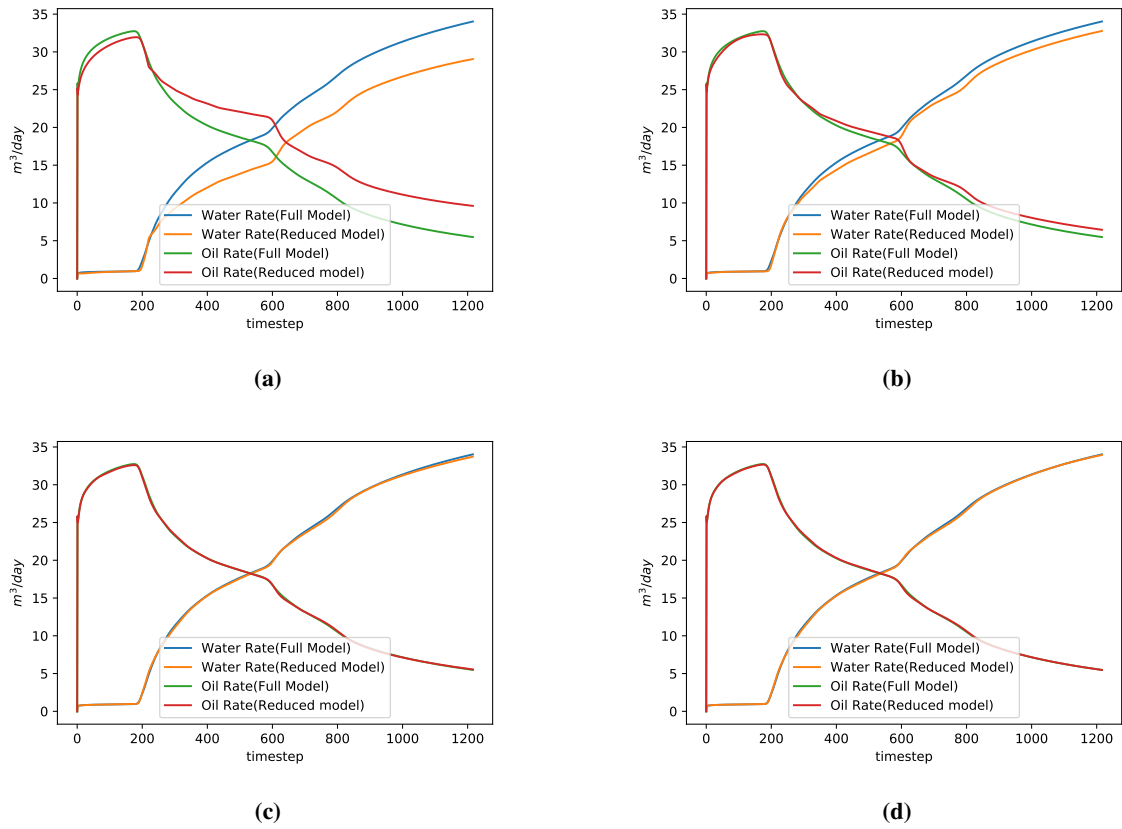 35
30
25
20
15
10
5
0
m³/day
Water Rate(Full Model)
Water Rate(Reduced Model)
Oil Rate(Full Model)
Oil Rate(Reduced model)
0 200 400 600 800 1000 1200
timestep
(a)
35
30
25
20
15
10
5
0
m³/day
Water Rate(Full Model)
Water Rate(Reduced Model)
Oil Rate(Full Model)
Oil Rate(Reduced model)
0 200 400 600 800 1000 1200
timestep
(b)
35
30
25
20
15
10
5
0
m³/day
Water Rate(Full Model)
Water Rate(Reduced Model)
Oil Rate(Full Model)
Oil Rate(Reduced model)
0 200 400 600 800 1000 1200
timestep
(c)
35
30
25
20
15
10
5
0
m³/day
Water Rate(Full Model)
Water Rate(Reduced Model)
Oil Rate(Full Model)
Oil Rate(Reduced model)
0 200 400 600 800 1000 1200
timestep
(d)